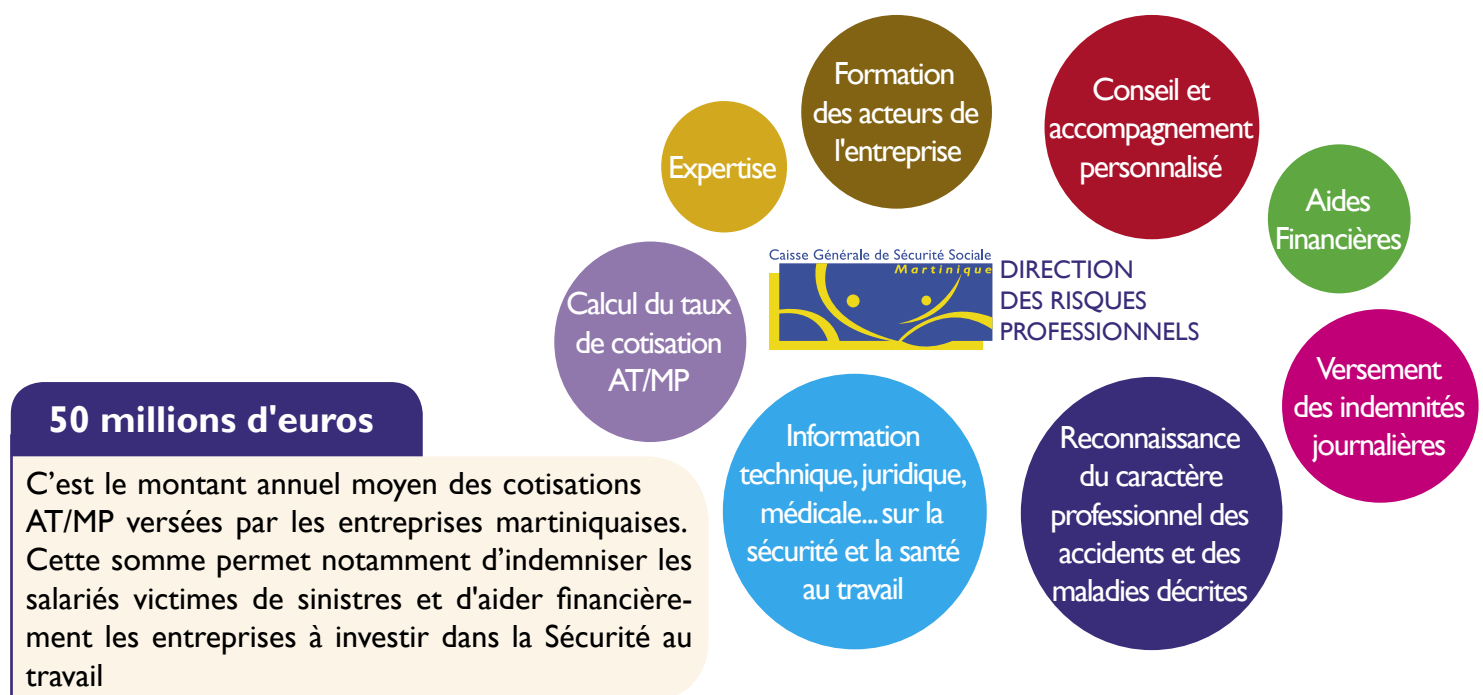 Formation
des acteurs de
l'entreprise
Conseil et
accompagnement
personnalisé
Expertise
Aides
Financières
Caisse Générale de Sécurité Sociale
Martinique
DIRECTION
DES RISQUES
PROFESSIONNELS
Calcul du taux
de cotisation
AT/MP
Versement
des indemnités
journalières
Information
technique, juridique,
médicale... sur la
sécurité et la santé
au travail
Reconnaissance
du caractère
professionnel des
accidents et des
maladies décrites
50 millions d'euros
C’est le montant annuel moyen des cotisations
AT/MP versées par les entreprises martiniquaises.
Cette somme permet notamment d’indemniser les
salariés victimes de sinistres et d'aider financière-
ment les entreprises à investir dans la Sécurité au
travail